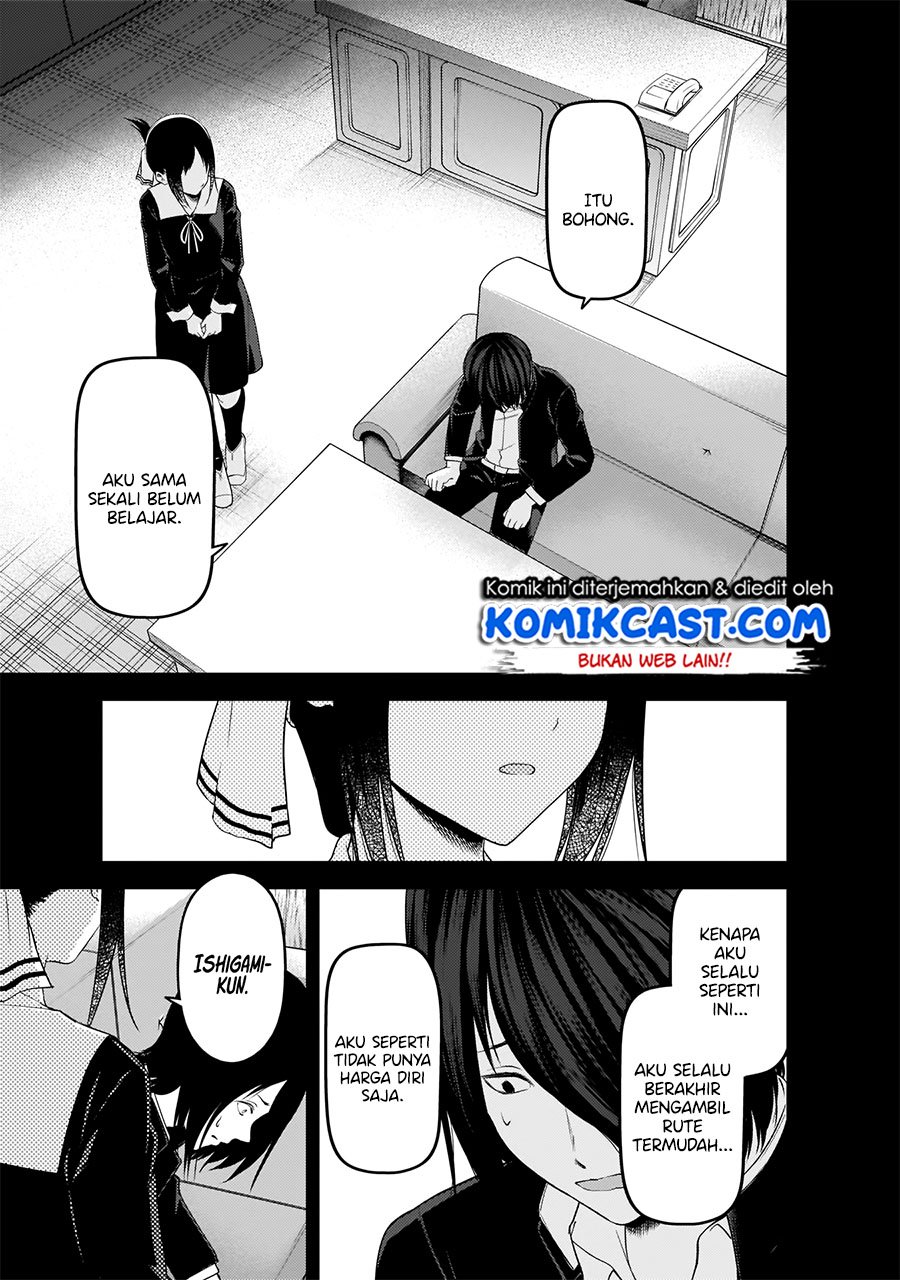 ITU
BOHONG.
AKU SAMA
SEKALI BELUM
BELAJAR.
Komik ini diterjemahkan & diedit oleh
KOMIKCAST.COM
BUKAN WEB LAIN!!
KENAPA
AKU
SELALU
SEPERTI
INI...
AKU SELALU
BERAKHIR
MENGAMBIL
RUTE
TERMUDAH...
AKU SEPERTI
TIDAK PUNYA
HARGA DIRI
SAJA.
ISHIGAMI-
KUN.